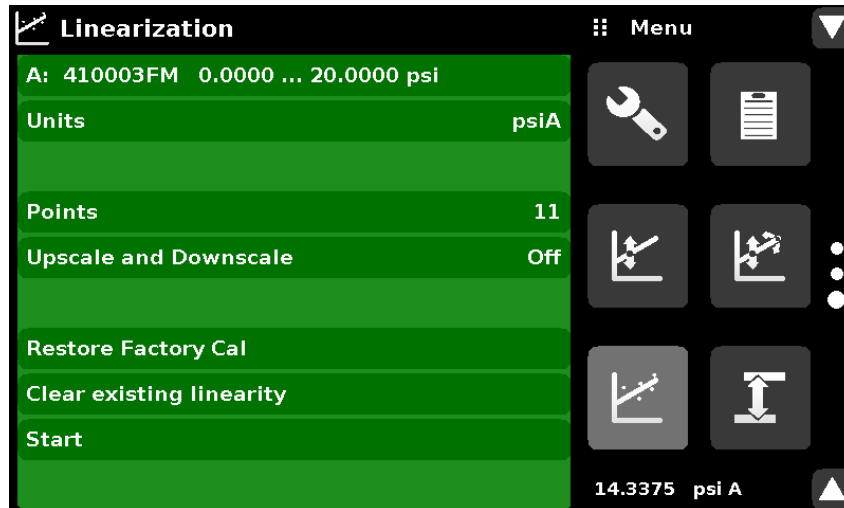 Linearization
A: 410003FM 0.0000 ... 20.0000 psi
Units psiA
Points 11
Upscale and Downscale Off
Restore Factory Cal
Clear existing linearity
Start
Menu
14.3375 psi A